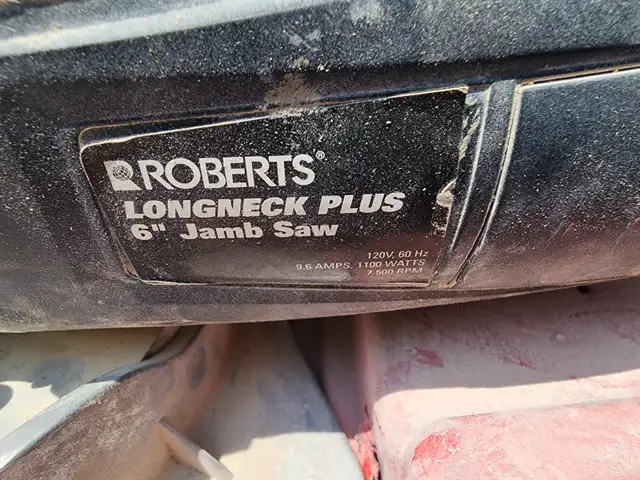 ROBERTS®
LONGNECK PLUS
6" Jamb Saw
120V, 60 Hz
9.6 AMPS, 1100 WATTS
7,500 RPM